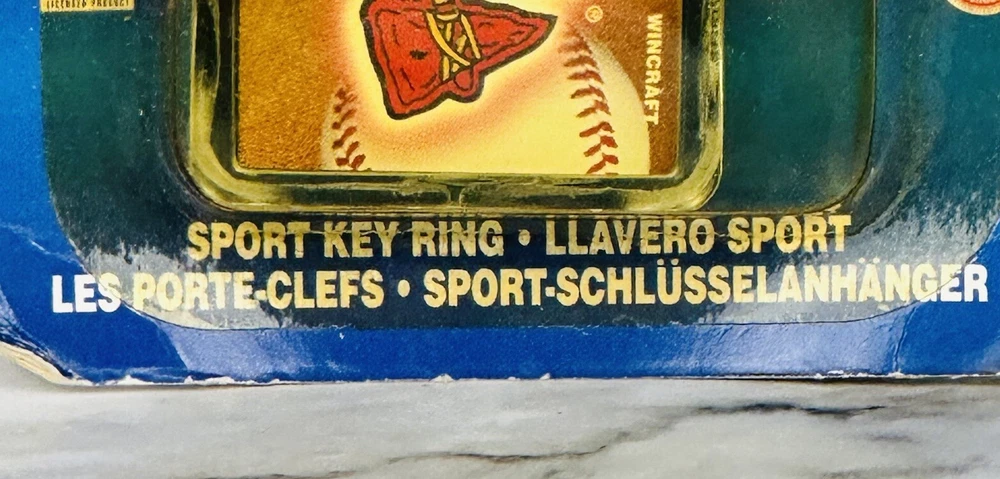 WINCRAFT
SPORT KEY RING • LLAVERO SPORT
LES PORTE-CLEFS • SPORT-SCHLÜSSELANHÄNGER